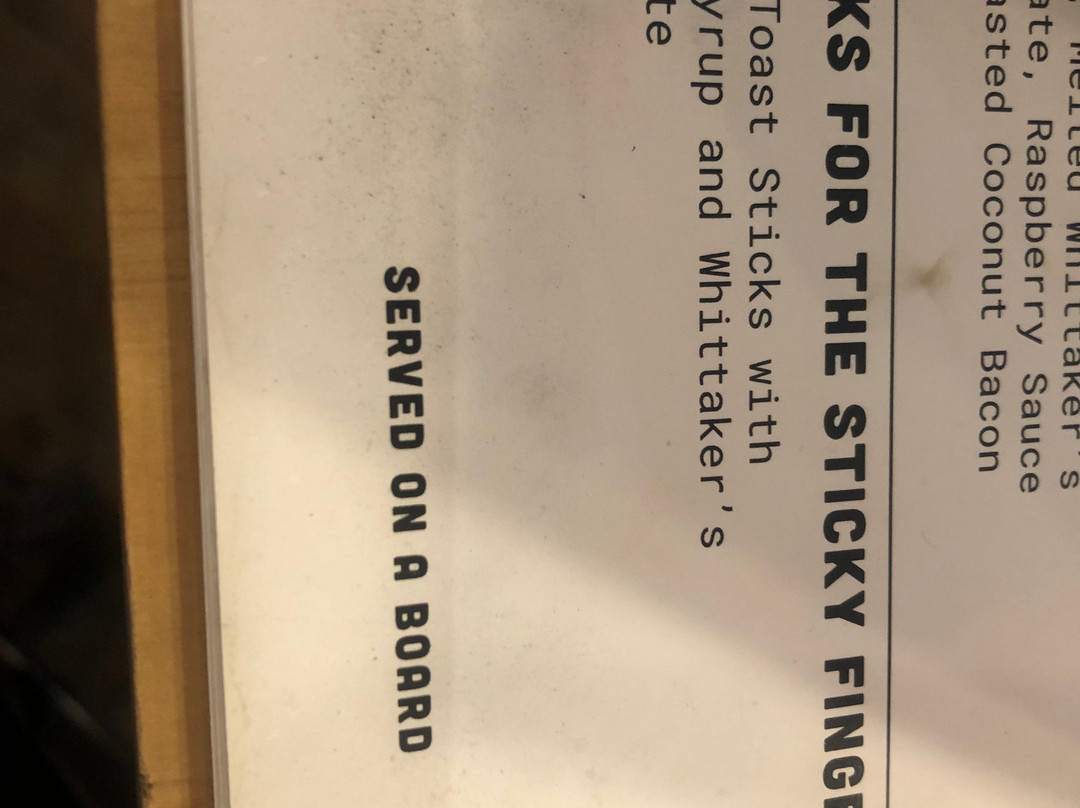 , Melted Whittaker's
ate, Raspberry Sauce
asted Coconut Bacon
KS FOR THE STICKY FINGE
Toast Sticks with
yrup and Whittaker's
te
SERVED ON A BOARD